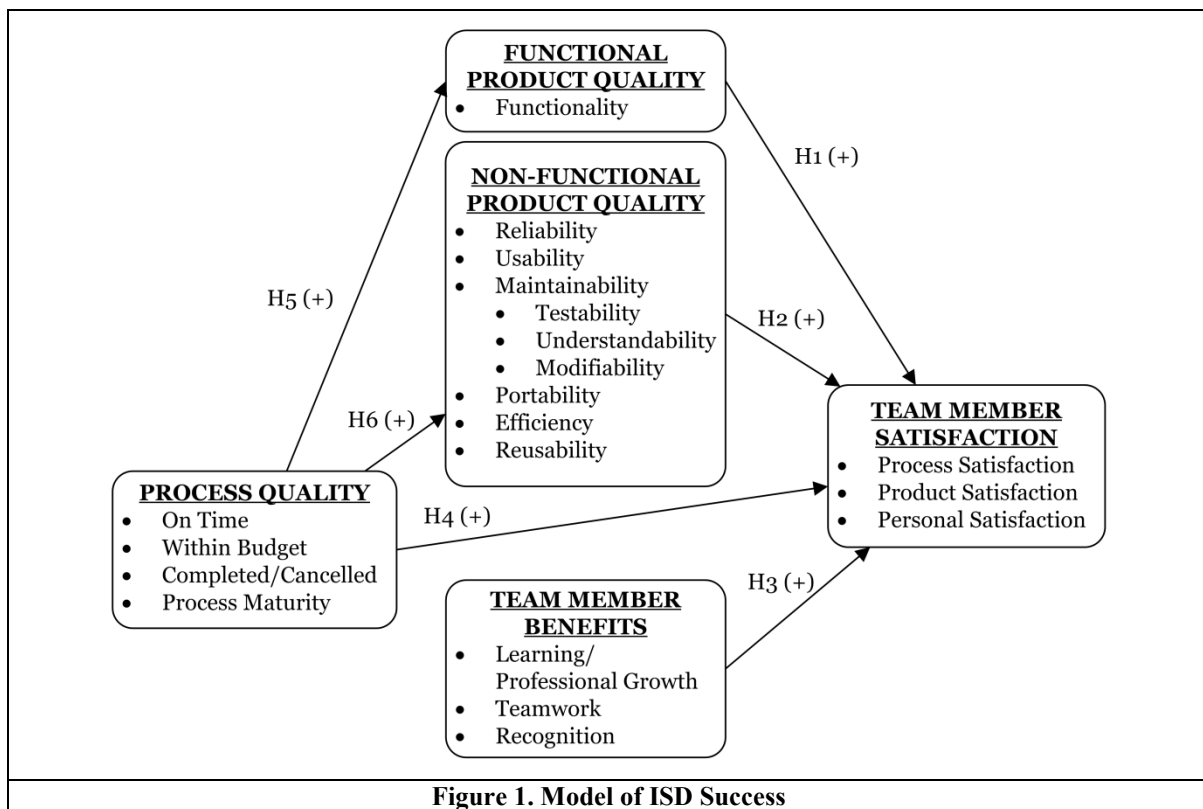 FUNCTIONAL
PRODUCT QUALITY
• Functionality
H1 (+)
NON-FUNCTIONAL
PRODUCT QUALITY
• Reliability
• Usability
• Maintainability
• Testability
• Understandability
• Modifiability
• Portability
• Efficiency
• Reusability
H5 (+)
H2 (+)
H6 (+)
TEAM MEMBER
SATISFACTION
• Process Satisfaction
• Product Satisfaction
• Personal Satisfaction
PROCESS QUALITY
• On Time
• Within Budget
• Completed/Cancelled
• Process Maturity
H4 (+)
H3 (+)
TEAM MEMBER
BENEFITS
• Learning/
Professional Growth
• Teamwork
• Recognition
Figure 1. Model of ISD Success